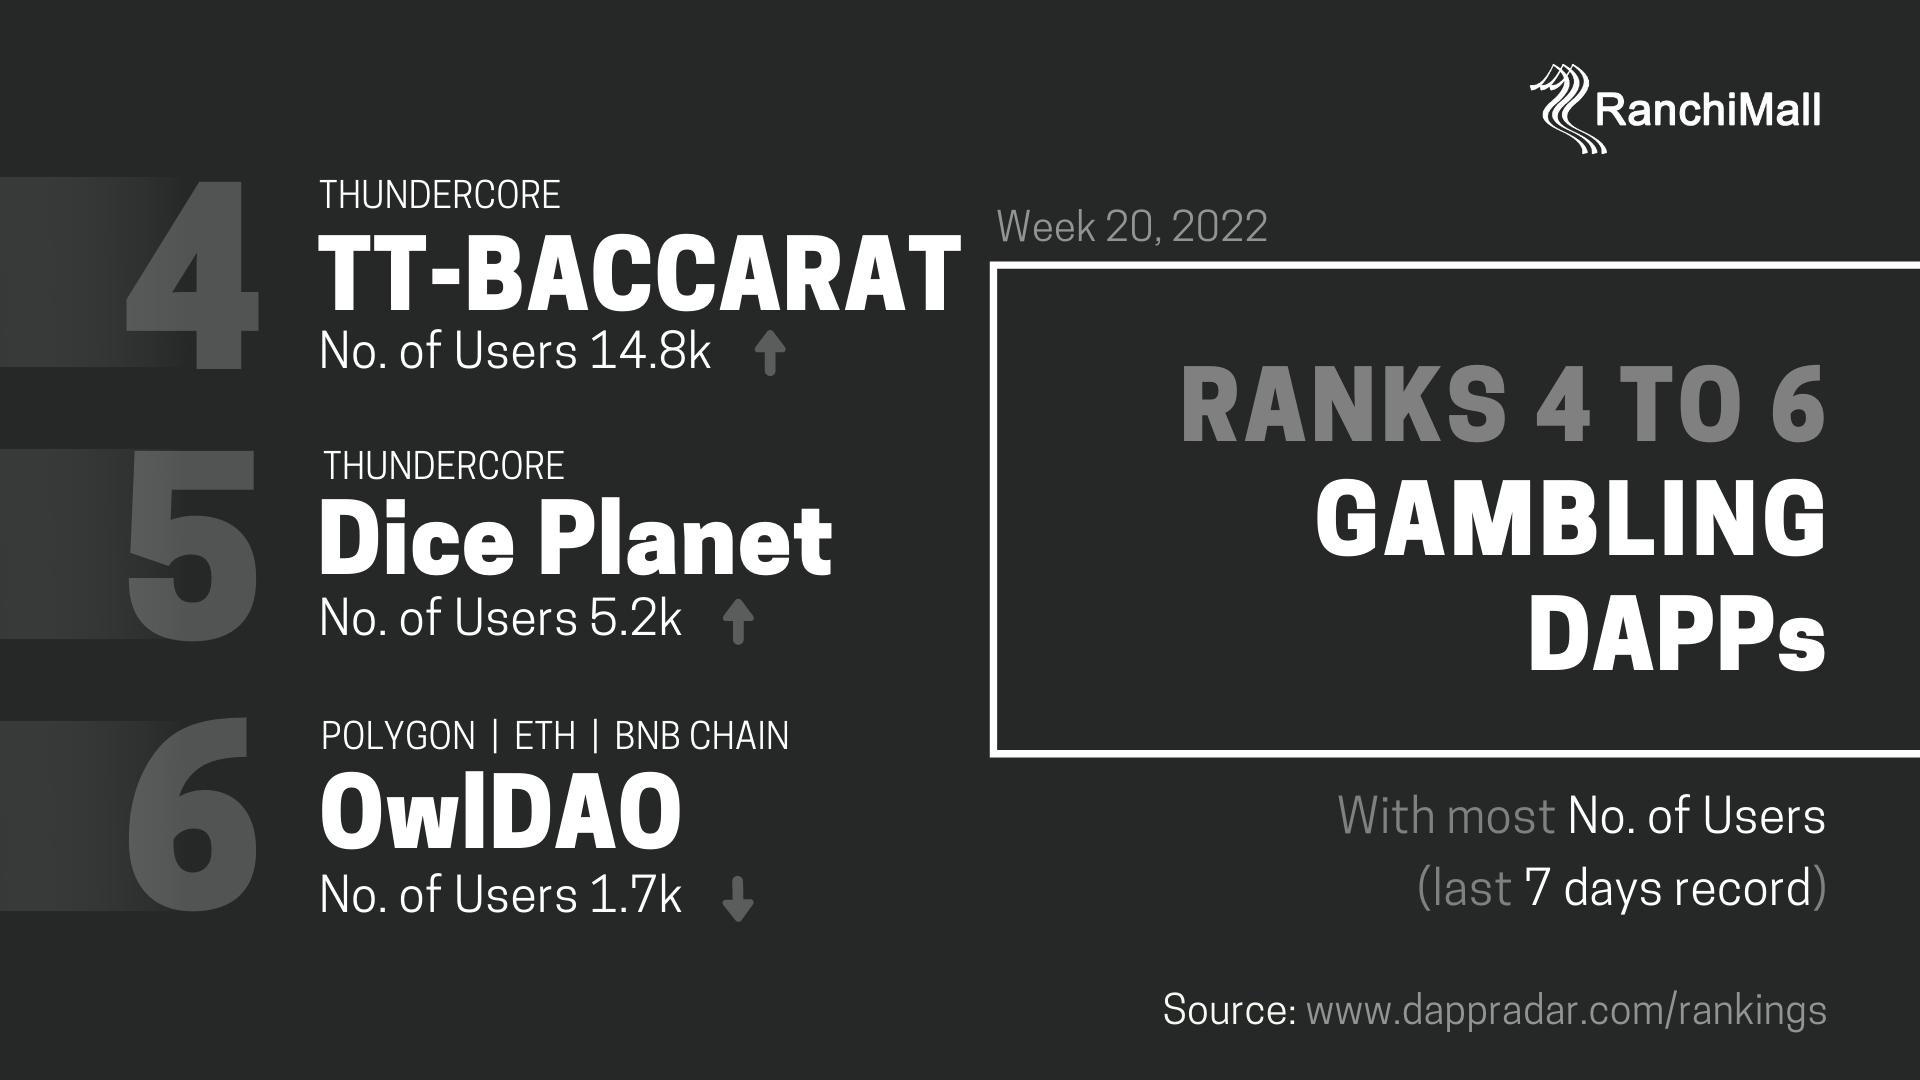 RanchiMall
4
THUNDERCORE
TT-BACCARAT
No. of Users 14.8k
5
THUNDERCORE
Dice Planet
No. of Users 5.2k
6
POLYGON | ETH | BNB CHAIN
OwlDAO
No. of Users 1.7k
Week 20, 2022
RANKS 4 TO 6
GAMBLING
DAPPs
With most No. of Users
(last 7 days record)
Source: www.dappradar.com/rankings